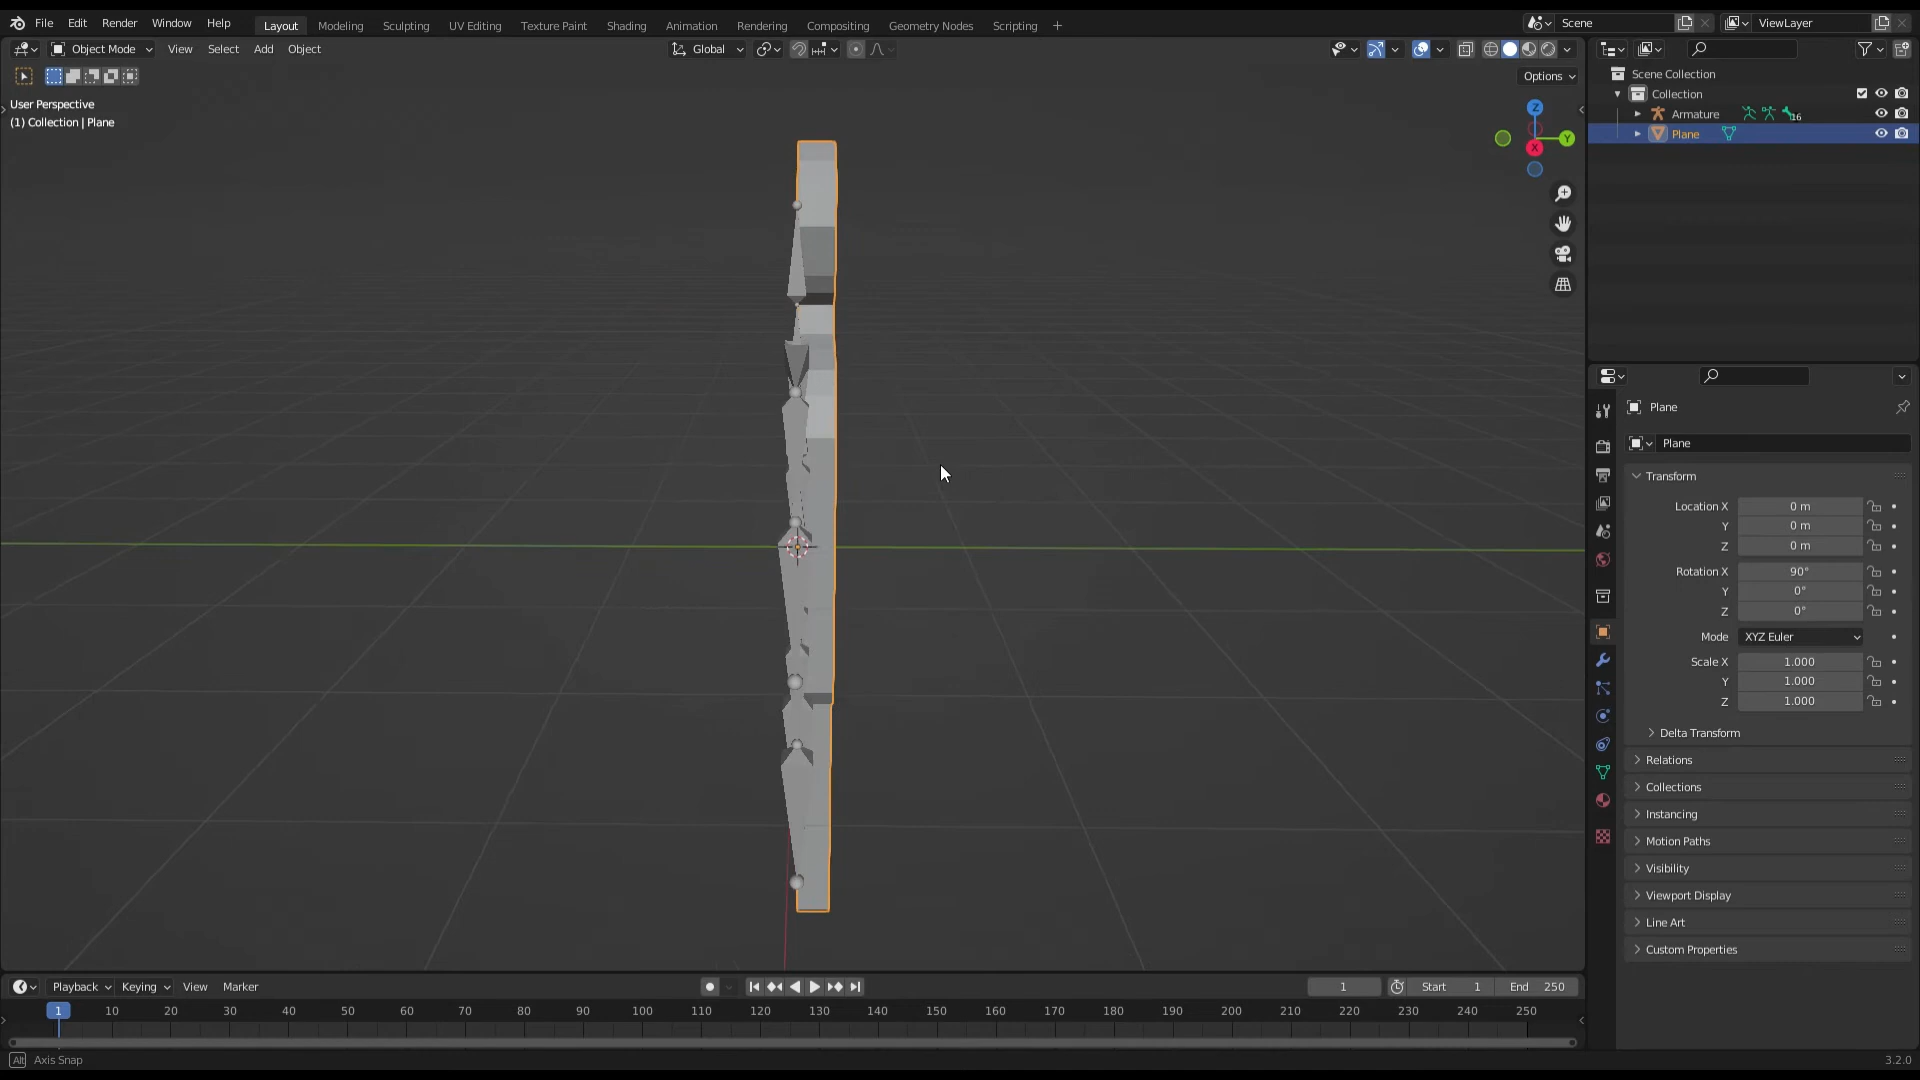 File Edit Render Window Help Layout Modeling Sculpting UV Editing Texture Paint Shading Animation Rendering Compositing Geometry Nodes Scripting + Scene ViewLayer
Object Mode View Select Add Object Global
Options
User Perspective
(1) Collection | Plane
Z
Y
X
Scene Collection
Collection
Armature 16
Plane
Plane
Plane
Transform
Location X 0 m
Y 0 m
Z 0 m
Rotation X 90°
Y 0°
Z 0°
Mode XYZ Euler
Scale X 1.000
Y 1.000
Z 1.000
Delta Transform
Relations
Collections
Instancing
Motion Paths
Visibility
Viewport Display
Line Art
Custom Properties
Playback Keying View Marker 1 Start 1 End 250
1 10 20 30 40 50 60 70 80 90 100 110 120 130 140 150 160 170 180 190 200 210 220 230 240 250
Alt Axis Snap 3.2.0